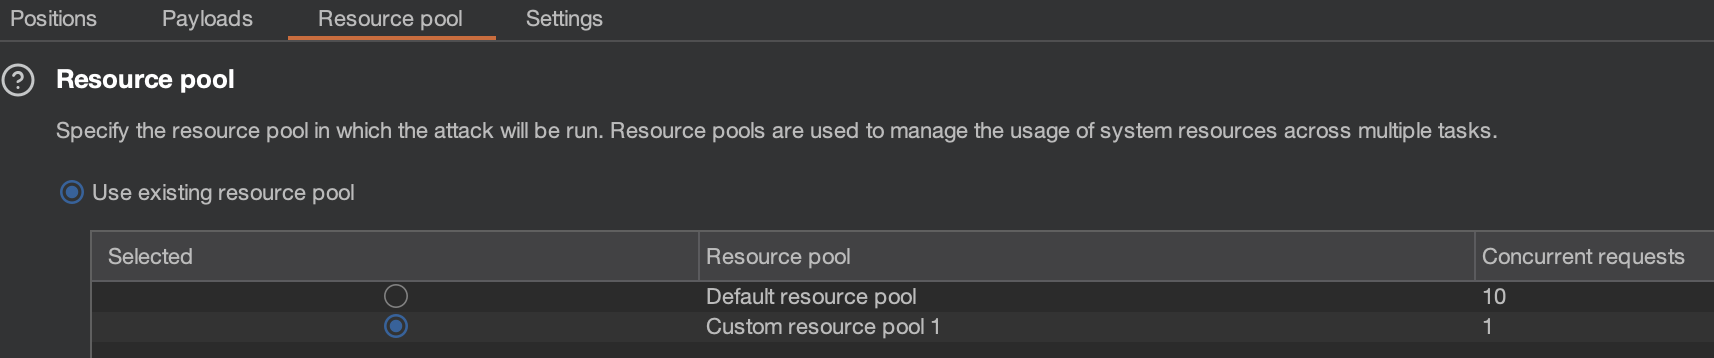 Positions Payloads Resource pool Settings
? Resource pool
Specify the resource pool in which the attack will be run. Resource pools are used to manage the usage of system resources across multiple tasks.
Use existing resource pool
Selected Resource pool Concurrent requests
Default resource pool 10
Custom resource pool 1 1